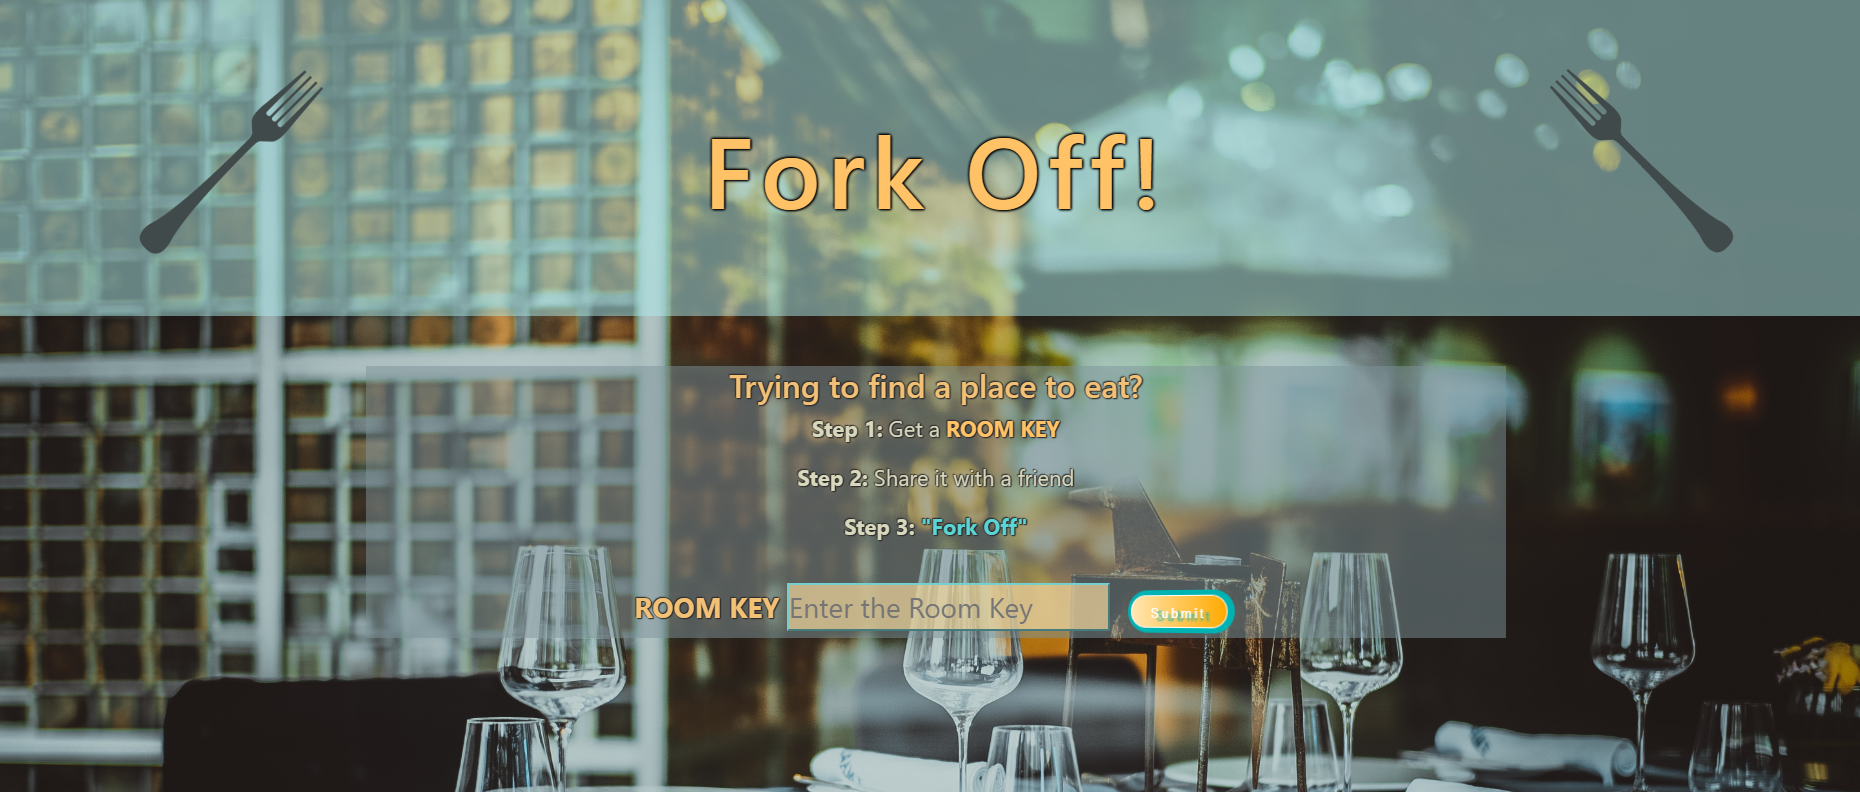 Fork Off!
Trying to find a place to eat?
Step 1: Get a ROOM KEY
Step 2: Share it with a friend
Step 3: "Fork Off"
ROOM KEY Enter the Room Key Submit